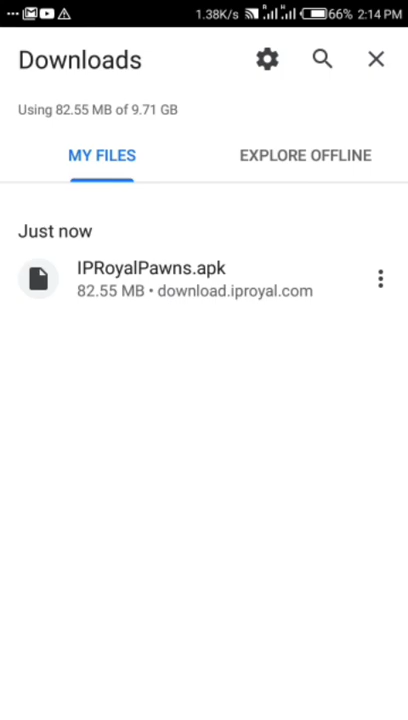 1.38K/s R H 66% 2:14 PM
Downloads
Using 82.55 MB of 9.71 GB
MY FILES EXPLORE OFFLINE
Just now
IPRoyalPawns.apk
82.55 MB • download.iproyal.com